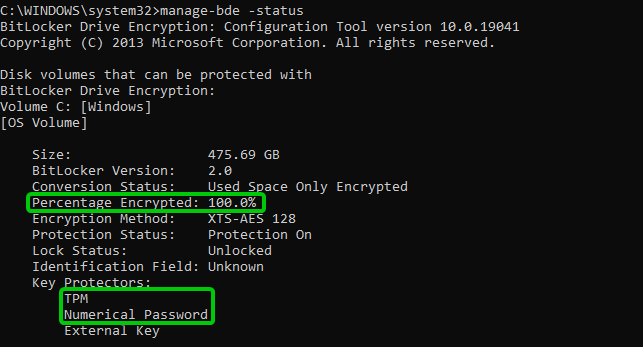 C:\WINDOWS\system32>manage-bde -status
BitLocker Drive Encryption: Configuration Tool version 10.0.19041
Copyright (C) 2013 Microsoft Corporation. All rights reserved.
Disk volumes that can be protected with
BitLocker Drive Encryption:
Volume C: [Windows]
[OS Volume]
Size: 475.69 GB
BitLocker Version: 2.0
Conversion Status: Used Space Only Encrypted
Percentage Encrypted: 100.0%
Encryption Method: XTS-AES 128
Protection Status: Protection On
Lock Status: Unlocked
Identification Field: Unknown
Key Protectors:
TPM
Numerical Password
External Key